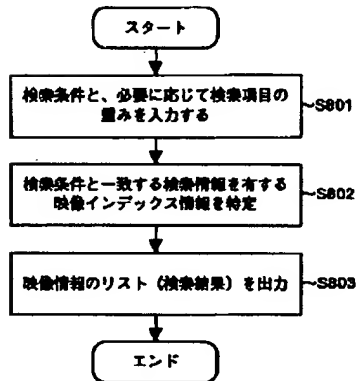 スタート
検索条件と、必要に応じて検索項目の
重みを入力する
~S801
検索条件と一致する検索情報を有する
映像インデックス情報を特定
~S802
映像情報のリスト（検索結果）を出力
~S803
エンド